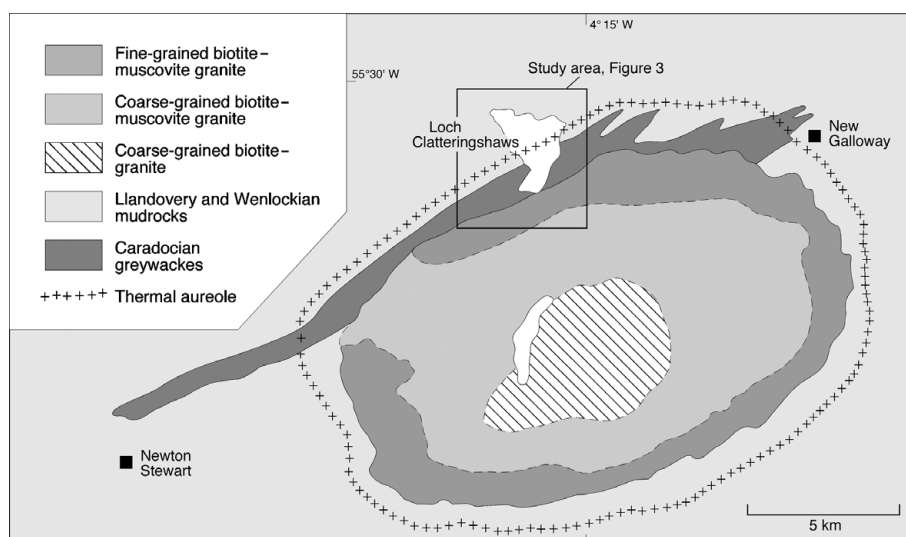 Fine-grained biotite–
muscovite granite
Coarse-grained biotite–
muscovite granite
Coarse-grained biotite–
granite
Llandovery and Wenlockian
mudrocks
Caradocian
greywackes
Thermal aureole
4° 15' W
55°30' W
Study area, Figure 3
Loch
Clatteringshaws
New
Galloway
Newton
Stewart
5 km